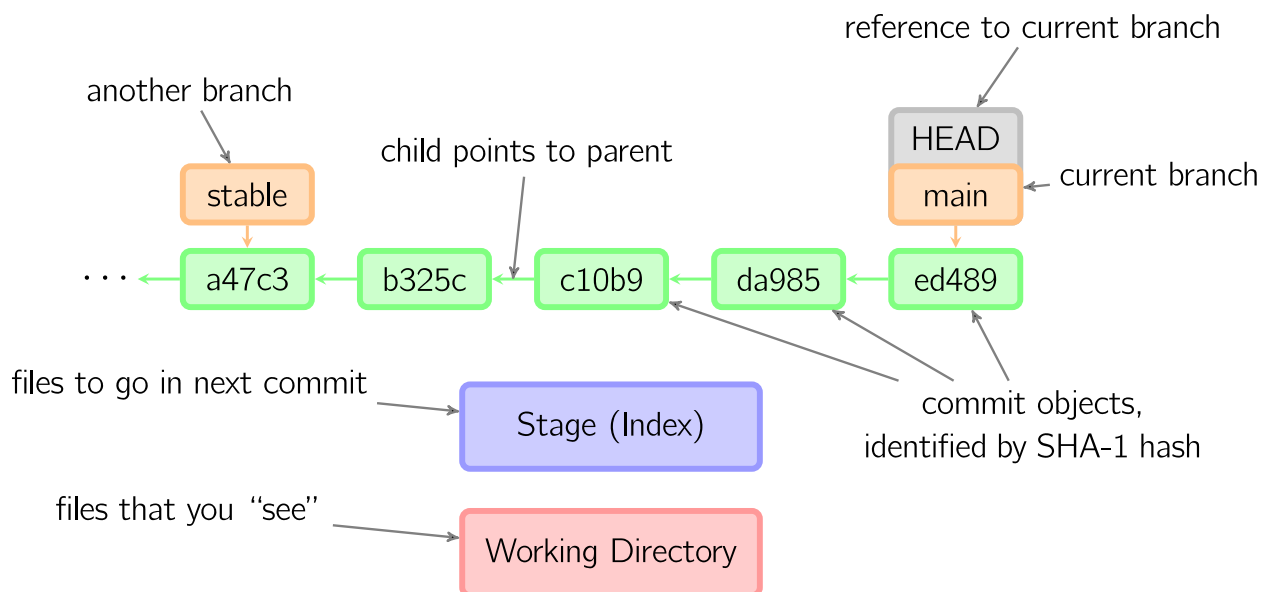 reference to current branch
another branch
HEAD
child points to parent
current branch
stable
main
...
a47c3
b325c
c10b9
da985
ed489
files to go in next commit
Stage (Index)
commit objects,
identified by SHA-1 hash
files that you “see”
Working Directory